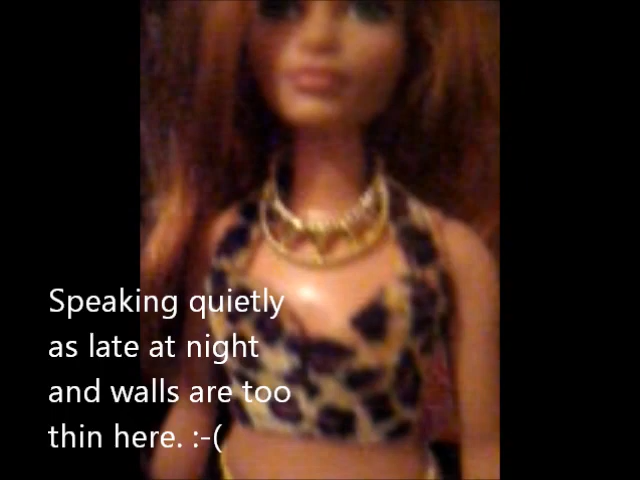 Speaking quietly
as late at night
and walls are too
thin here. :-(